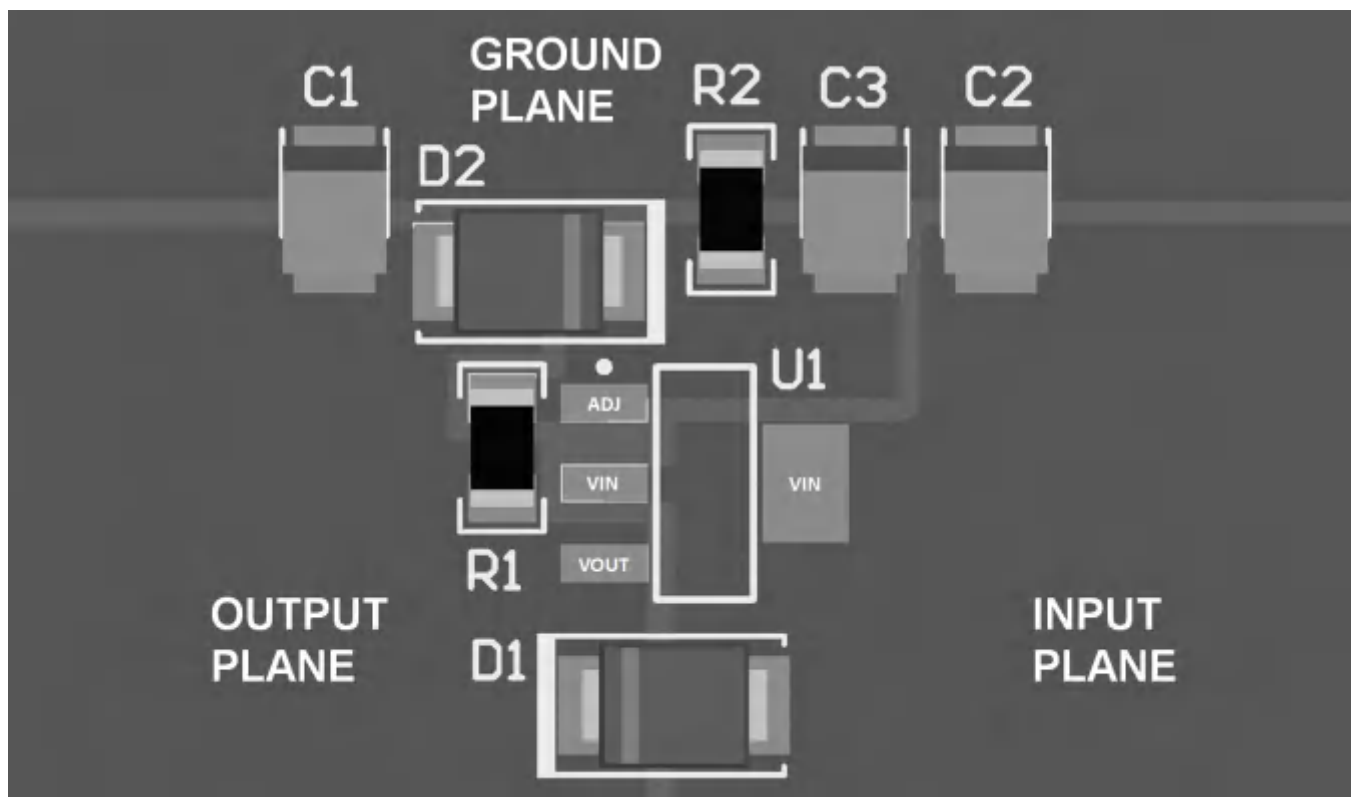 GROUND
PLANE
C1
R2
C3
C2
D2
U1
ADJ
VIN
VIN
VOUT
R1
OUTPUT
PLANE
INPUT
PLANE
D1